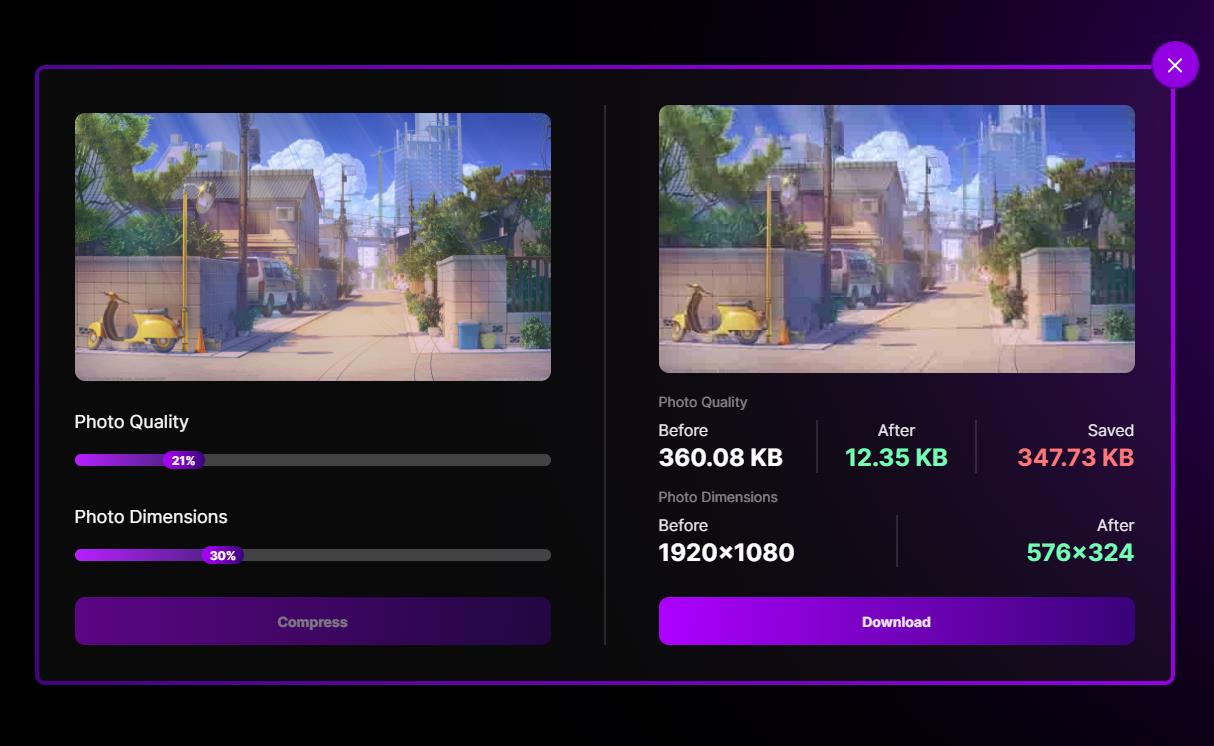 Photo Quality
21%
Photo Dimensions
30%
Compress
Photo Quality
Before
After
Saved
360.08 KB
12.35 KB
347.73 KB
Photo Dimensions
Before
After
1920×1080
576×324
Download